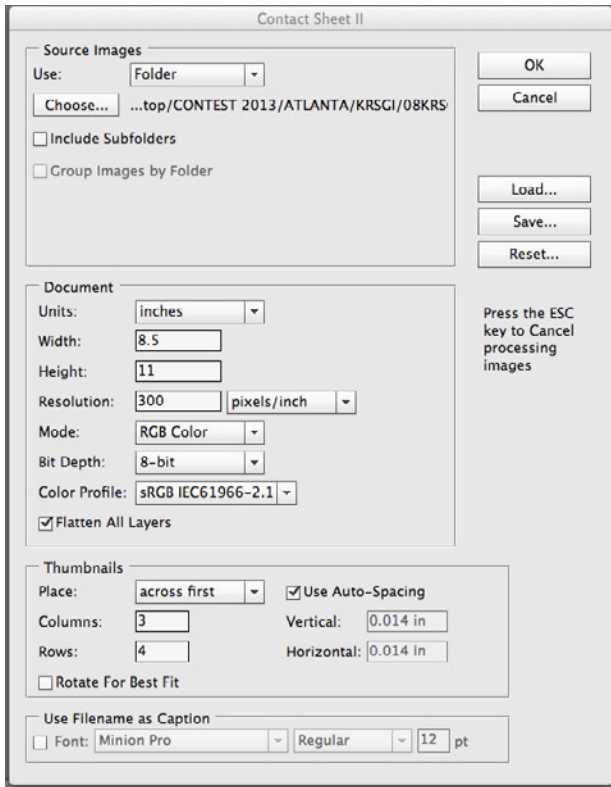 Contact Sheet II
Source Images
Use: Folder
OK
Choose... ...top/CONTEST 2013/ATLANTA/KRSGI/08KRS
Cancel
Include Subfolders
Group Images by Folder
Load...
Save...
Reset...
Document
Units: inches
Press the ESC
key to Cancel
processing
images
Width: 8.5
Height: 11
Resolution: 300 pixels/inch
Mode: RGB Color
Bit Depth: 8-bit
Color Profile: sRGB IEC61966-2.1
Flatten All Layers
Thumbnails
Place: across first Use Auto-Spacing
Columns: 3 Vertical: 0.014 in
Rows: 4 Horizontal: 0.014 in
Rotate For Best Fit
Use Filename as Caption
Font: Minion Pro Regular 12 pt